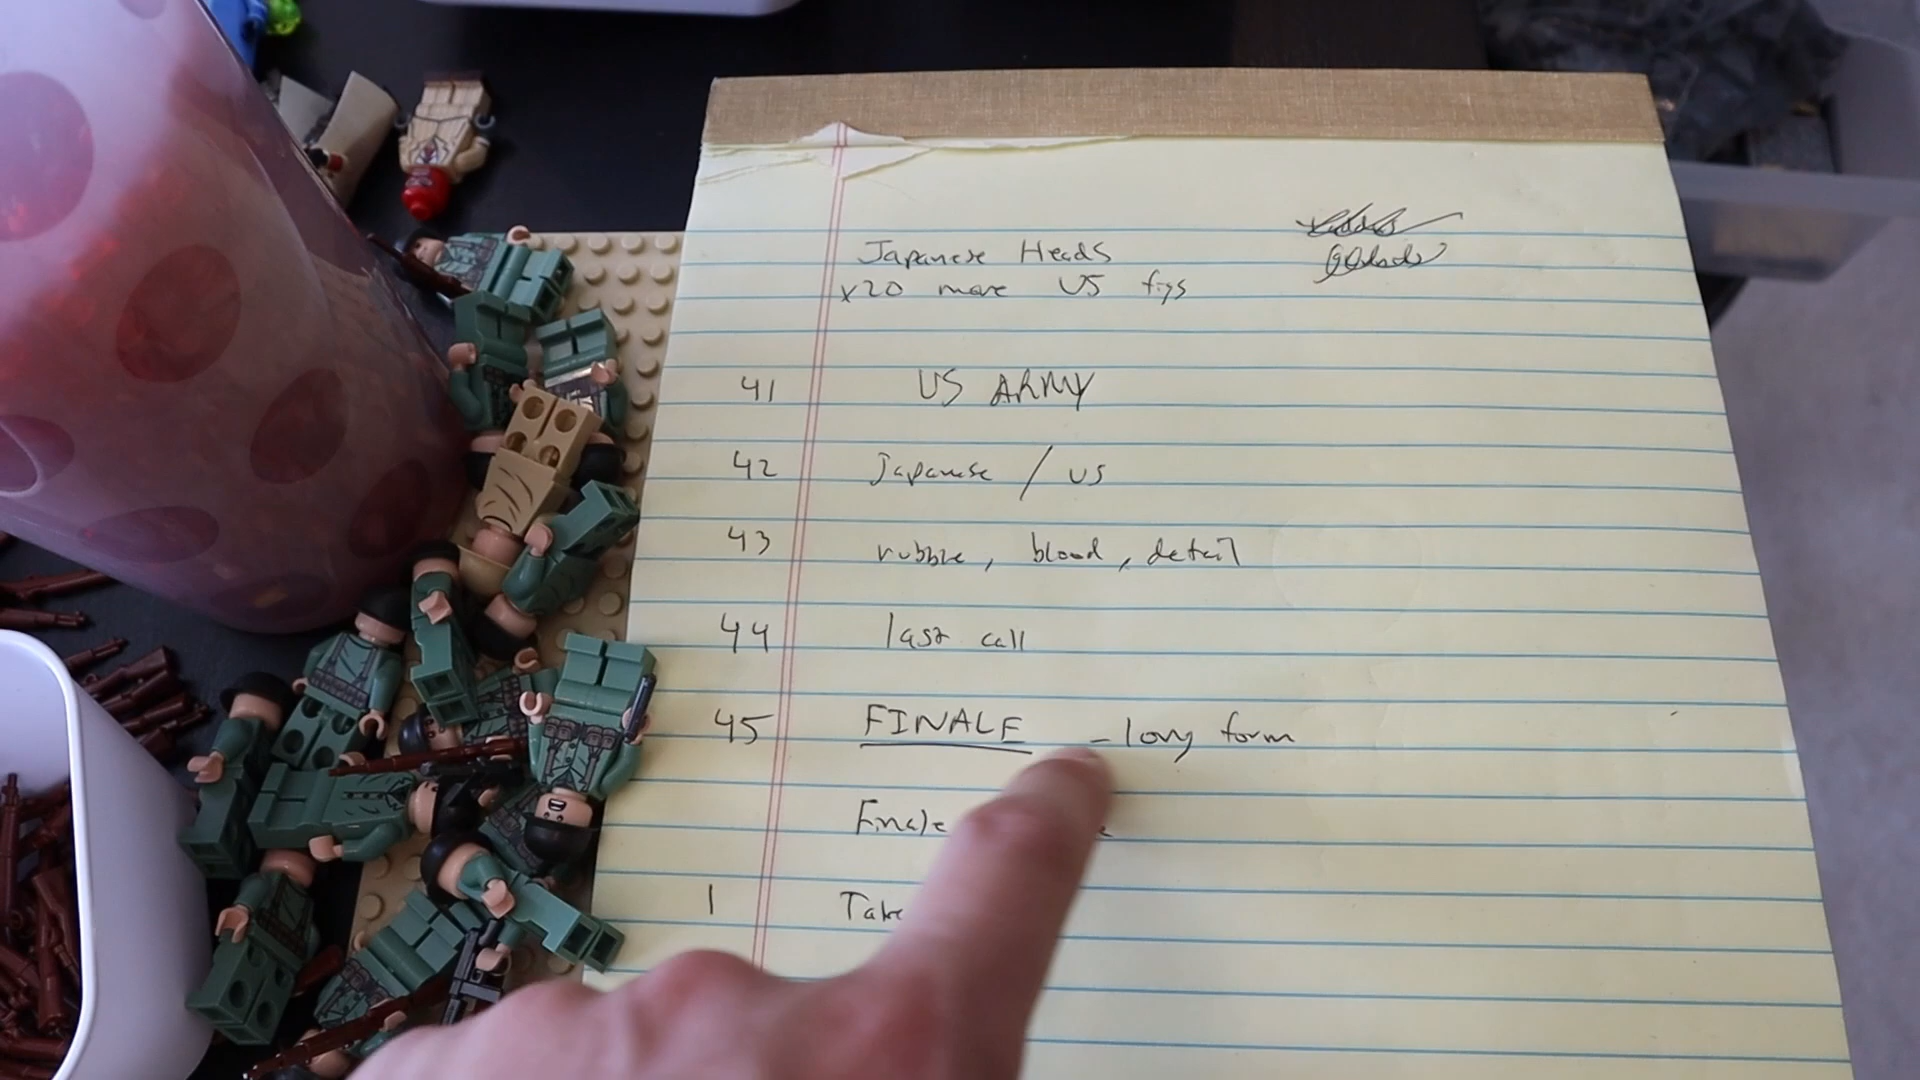 Japanese Heads
x20 more US figs
41 US ARMY
42 Japanese / US
43 rubble, blood, detail
44 last call
45 FINALE - long form
Finale
1 Take